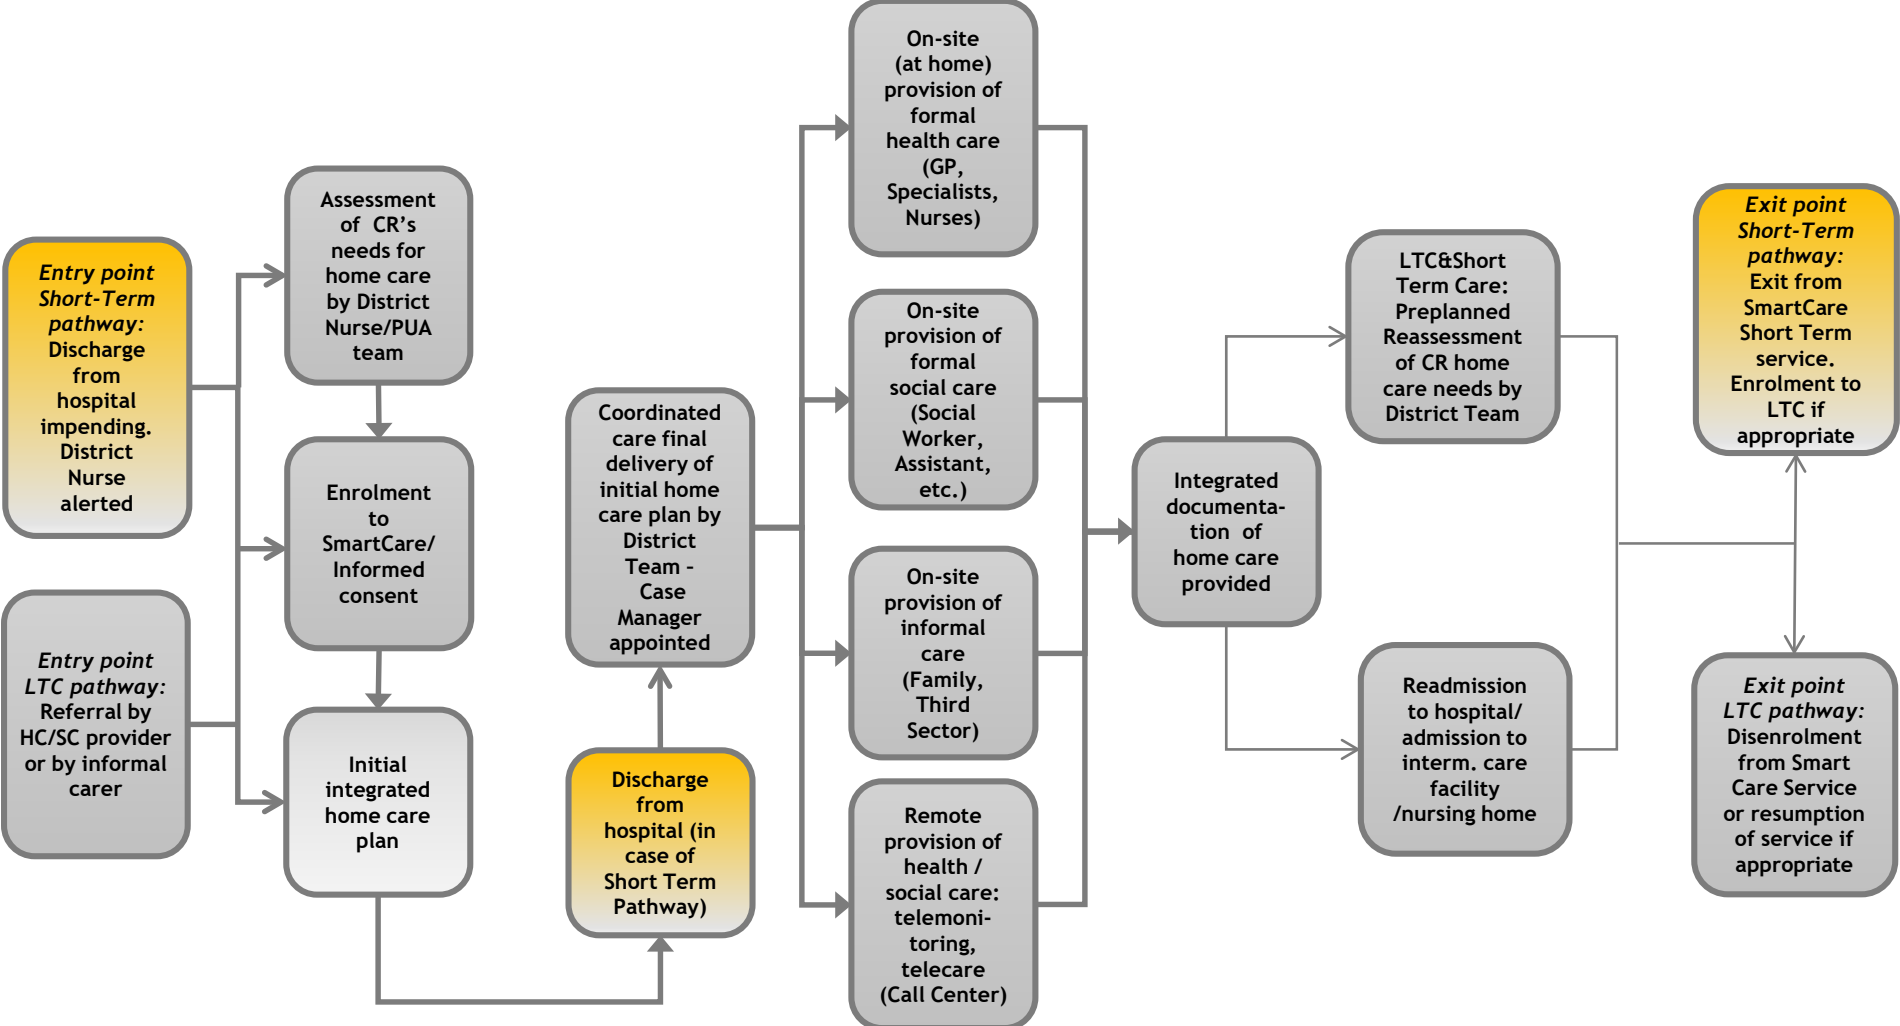 Entry point
Short-Term
pathway:
Discharge
from
hospital
impending.
District
Nurse
alerted
Entry point
LTC pathway:
Referral by
HC/SC provider
or by informal
carer
Assessment
of CR’s
needs for
home care
by District
Nurse/PUA
team
Enrolment
to
SmartCare/
Informed
consent
Initial
integrated
home care
plan
Coordinated
care final
delivery of
initial home
care plan by
District
Team –
Case
Manager
appointed
Discharge
from
hospital (in
case of
Short Term
Pathway)
On-site
(at home)
provision of
formal
health care
(GP,
Specialists,
Nurses)
On-site
provision of
formal
social care
(Social
Worker,
Assistant,
etc.)
On-site
provision of
informal
care
(Family,
Third
Sector)
Remote
provision of
health /
social care:
telemoni-
toring,
telecare
(Call Center)
Integrated
documenta-
tion of
home care
provided
LTC&Short
Term Care:
Preplanned
Reassessment
of CR home
care needs by
District Team
Readmission
to hospital/
admission to
interm. care
facility
/nursing home
Exit point
Short-Term
pathway:
Exit from
SmartCare
Short Term
service.
Enrolment to
LTC if
appropriate
Exit point
LTC pathway:
Disenrolment
from Smart
Care Service
or resumption
of service if
appropriate